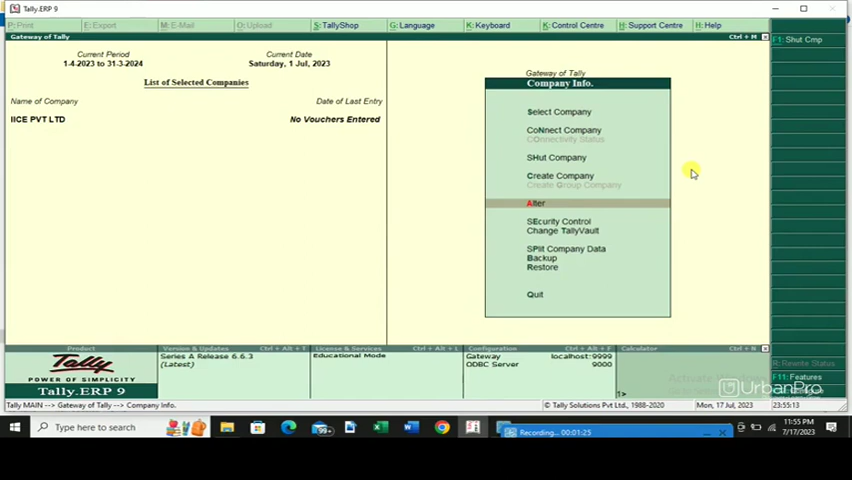 Tally.ERP 9
P: Print E: Export M: E-Mail O: Upload S: TallyShop G: Language K: Keyboard K: Control Centre H: Support Centre H: Help
Gateway of Tally Ctrl + M
F1: Shut Cmp
Current Period Current Date
1-4-2023 to 31-3-2024 Saturday, 1 Jul, 2023
List of Selected Companies
Name of Company Date of Last Entry
IICE PVT LTD No Vouchers Entered
Gateway of Tally
Company Info.
Select Company
CoNnect Company
COnnectivity Status
SHut Company
Create Company
Create Group Company
Alter
SEcurity Control
Change TallyVault
SPlit Company Data
Backup
Restore
Quit
Product Version & Updates Ctrl + Alt + T License & Services Ctrl + Alt + L Configuration Ctrl + Alt + F Calculator Ctrl + N
Tally
POWER OF SIMPLICITY
Tally.ERP 9
Series A Release 6.6.3
(Latest)
Educational Mode
Gateway localhost:9999
ODBC Server 9000
1>
R: Rewrite Status
F11: Features
UrbanPro
Tally MAIN --> Gateway of Tally --> Company Info. © Tally Solutions Pvt Ltd., 1988-2020 Mon, 17 Jul, 2023 23:55:13
Type here to search
99+
Recording... 00:01:25
11:55 PM
7/17/2023